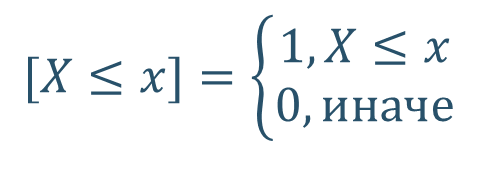 [X ≤ x] = {1, X ≤ x
0, иначе